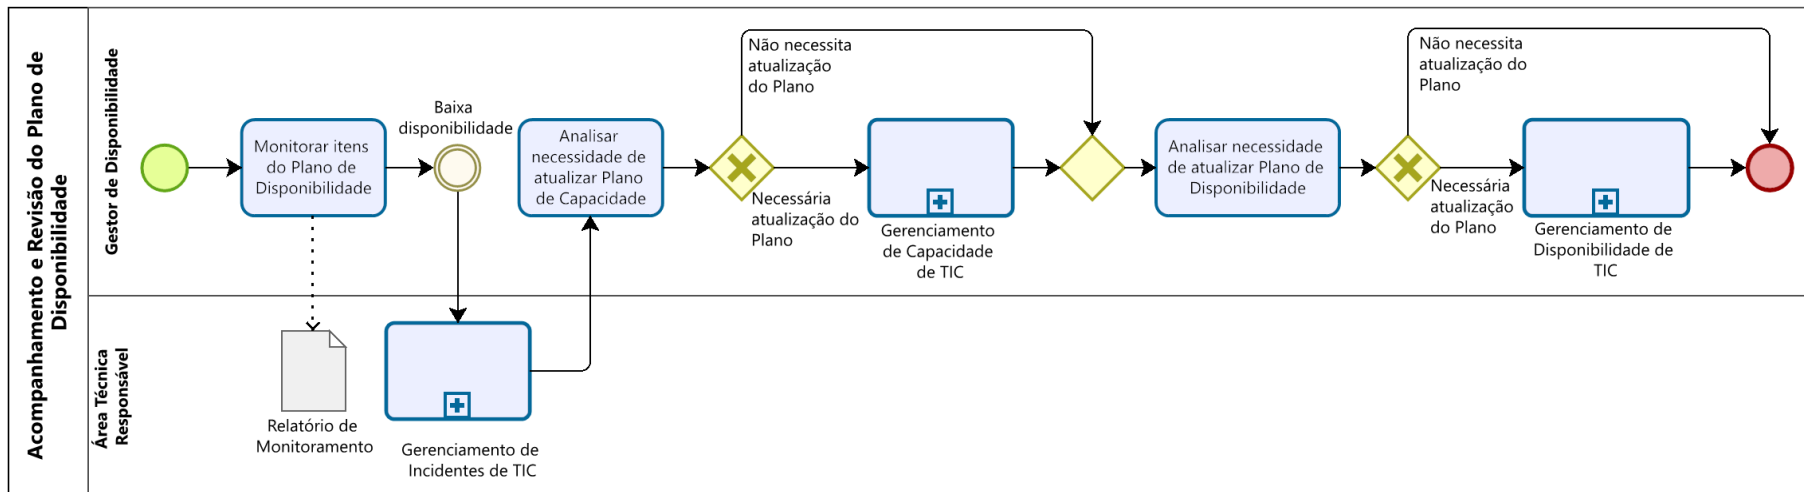 Acompanhamento e Revisão do Plano de
Disponibilidade
Gestor de Disponibilidade
Monitorar itens
do Plano de
Disponibilidade
Baixa
disponibilidade
Analisar
necessidade de
atualizar Plano
de Capacidade
Não necessita
atualização
do Plano
Necessária
atualização do
Plano
Gerenciamento
de Capacidade
de TIC
Analisar necessidade
de atualizar Plano de
Disponibilidade
Não necessita
atualização do
Plano
Necessária
atualização
do Plano
Gerenciamento de
Disponibilidade de
TIC
Área Técnica
Responsável
Relatório de
Monitoramento
Gerenciamento de
Incidentes de TIC